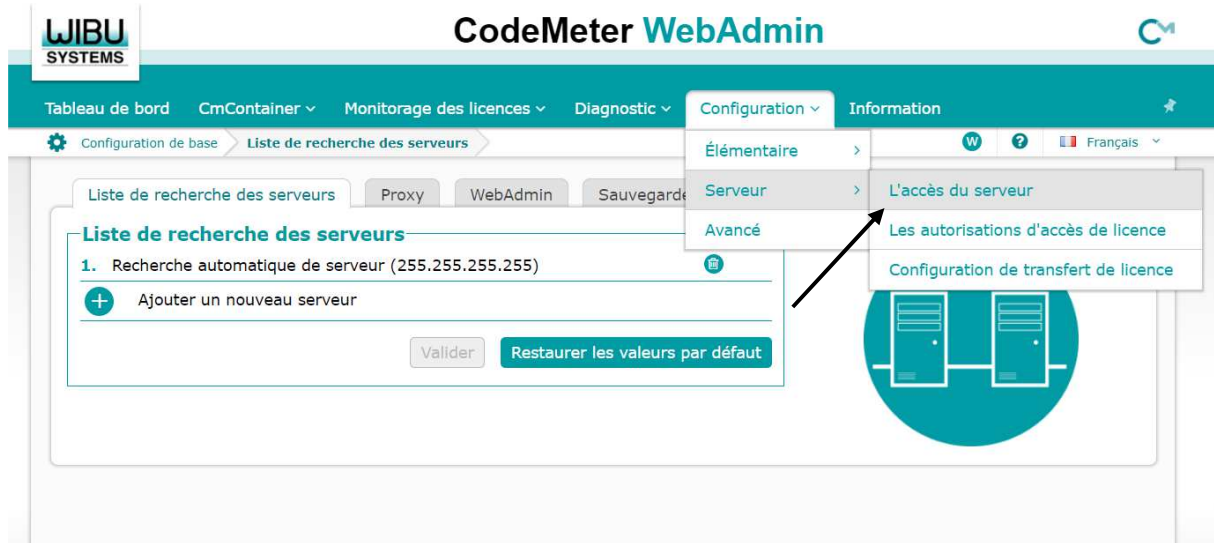 WIBU
SYSTEMS
CodeMeter WebAdmin
Tableau de bord CmContainer Monitorage des licences Diagnostic Configuration Information
Configuration de base Liste de recherche des serveurs
W ? Français
Élémentaire
Serveur
Avancé
L'accès du serveur
Les autorisations d'accès de licence
Configuration de transfert de licence
Liste de recherche des serveurs Proxy WebAdmin Sauvegarde
Liste de recherche des serveurs
1. Recherche automatique de serveur (255.255.255.255)
Ajouter un nouveau serveur
Valider Restaurer les valeurs par défaut